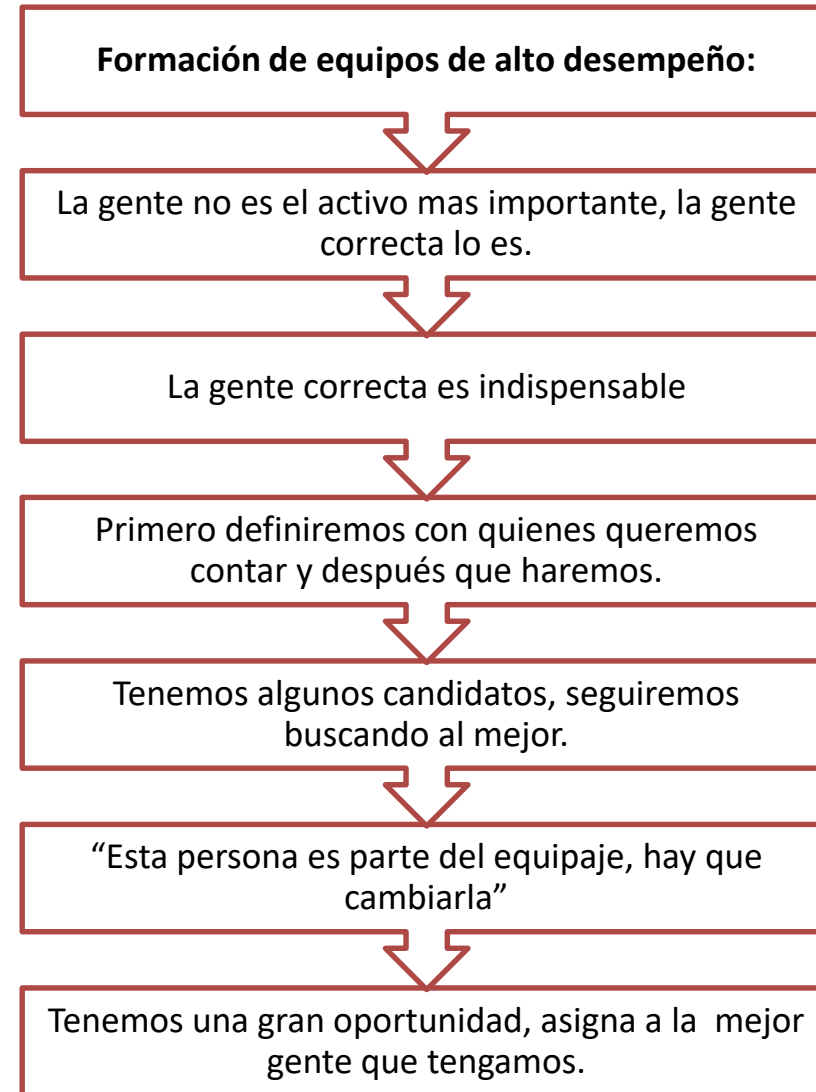 Formación de equipos de alto desempeño:
La gente no es el activo mas importante, la gente
correcta lo es.
La gente correcta es indispensable
Primero definiremos con quienes queremos
contar y después que haremos.
Tenemos algunos candidatos, seguiremos
buscando al mejor.
“Esta persona es parte del equipaje, hay que
cambiarla”
Tenemos una gran oportunidad, asigna a la  mejor
gente que tengamos.